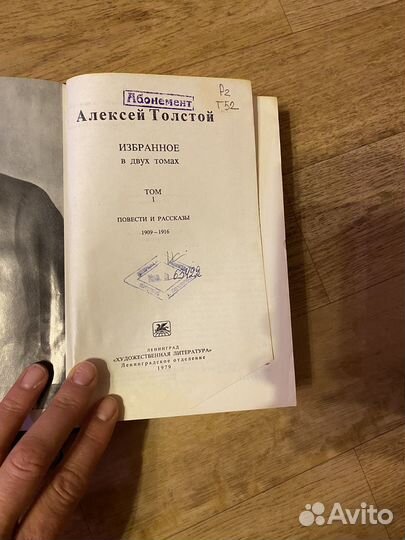 Абонемент
Р2
Т52
Алексей Толстой
ИЗБРАННОЕ
в двух томах
ТОМ
1
ПОВЕСТИ И РАССКАЗЫ
1909–1916
ЛЕНИНГРАД
«ХУДОЖЕСТВЕННАЯ ЛИТЕРАТУРА»
Ленинградское отделение
1979
Avito